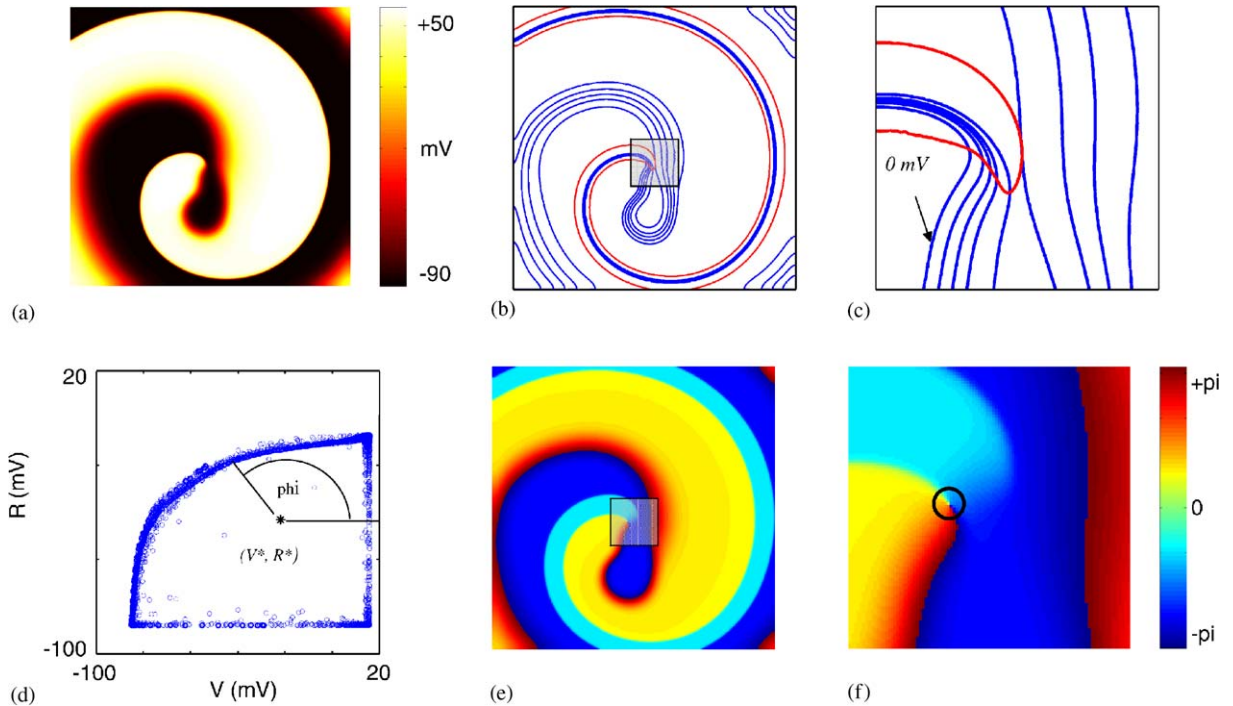 +50
mV
-90
(a)
(b)
0 mV
(c)
20
R (mV)
phi
(V*, R*)
-100
-100
V (mV)
20
(d)
(e)
+pi
0
-pi
(f)